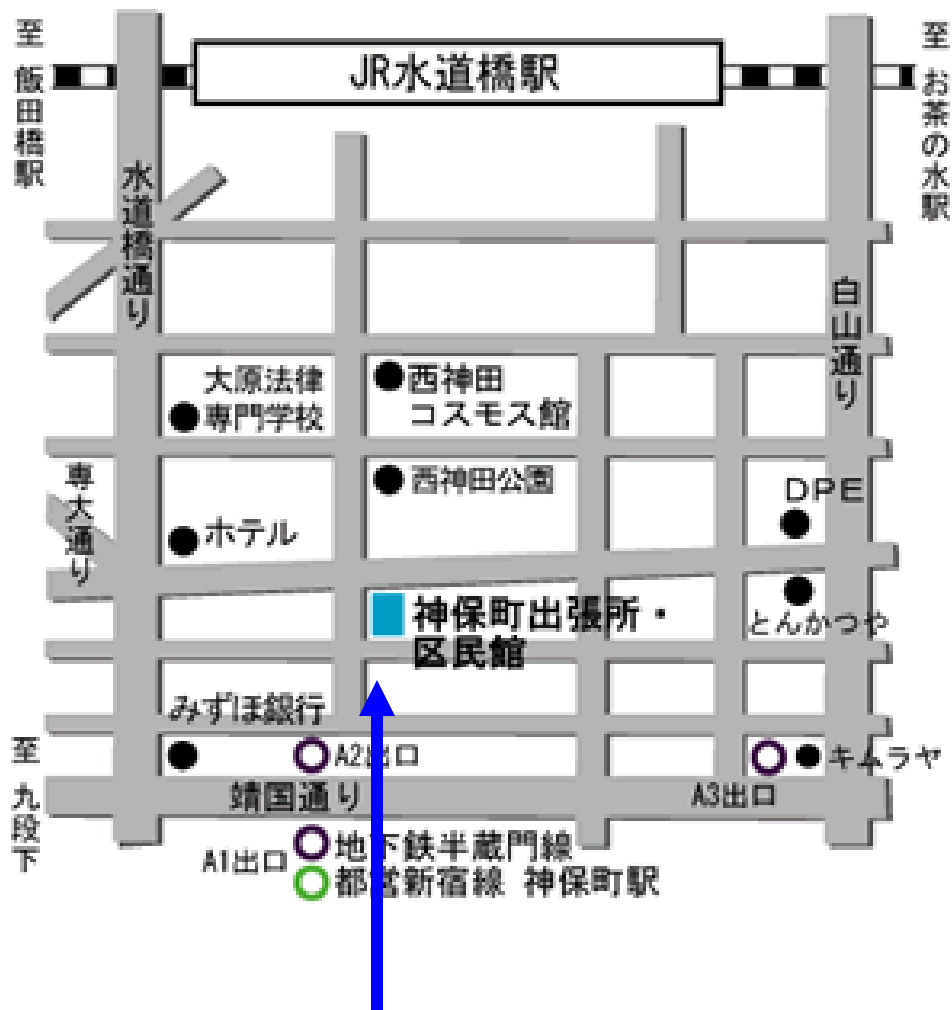 至 飯田橋駅
JR水道橋駅
至 お茶の水駅
水道橋通り
白山通り
大原法律
専門学校
西神田
コスモス館
専大通り
西神田公園
DPE
ホテル
神保町出張所・
区民館
とんかつや
みずほ銀行
至 九段下
A2出口
キムラヤ
靖国通り
A3出口
A1出口
地下鉄半蔵門線
都営新宿線 神保町駅